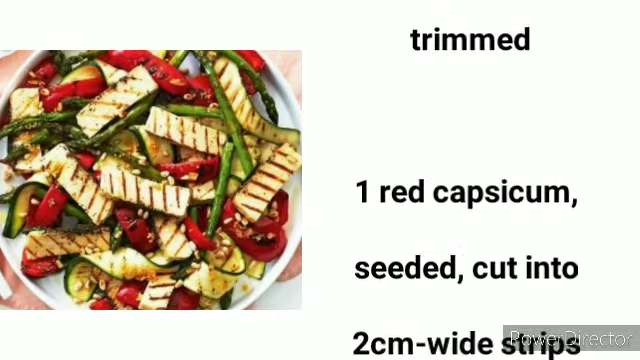 trimmed
1 red capsicum,
seeded, cut into
2cm-wide strips
PowerDirector